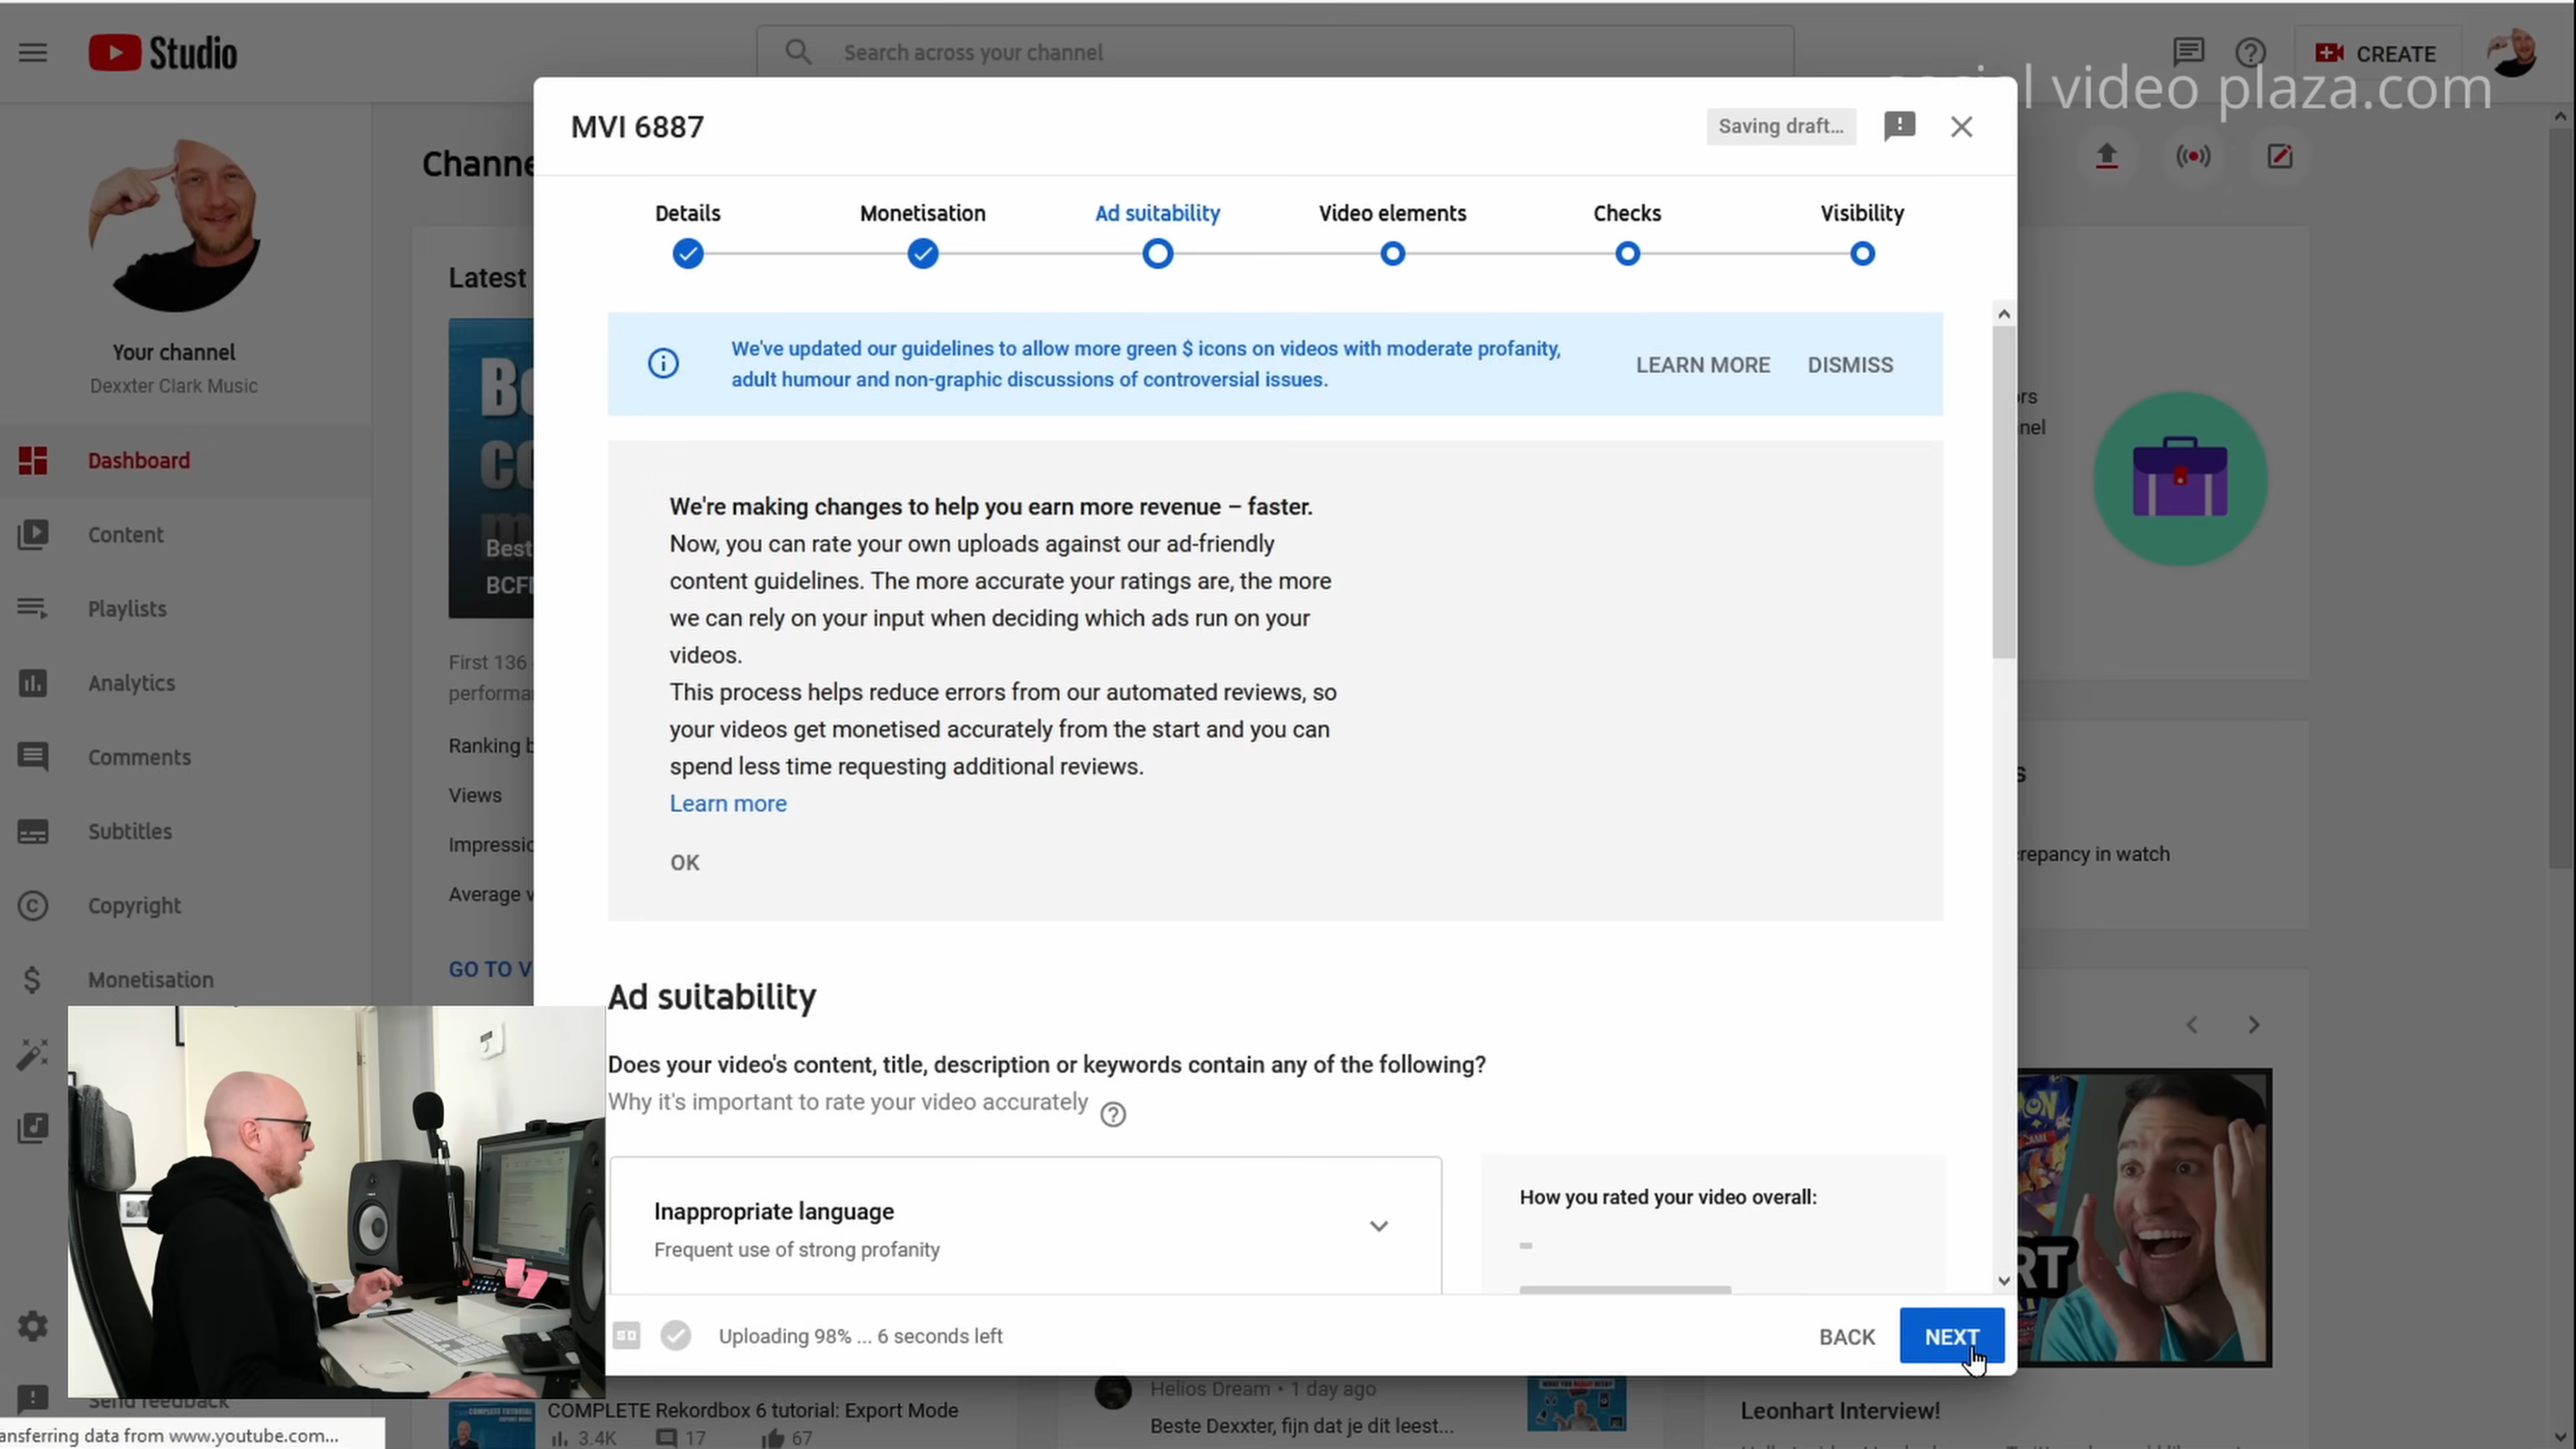 Studio
Search across your channel
CREATE
social video plaza.com
MVI 6887
Saving draft...
Channe
Details
Monetisation
Ad suitability
Video elements
Checks
Visibility
We've updated our guidelines to allow more green $ icons on videos with moderate profanity,
adult humour and non-graphic discussions of controversial issues.
LEARN MORE
DISMISS
Your channel
Dexxter Clark Music
Dashboard
Content
Playlists
Analytics
Comments
Subtitles
Copyright
Monetisation
Send feedback
Latest
Best
BCF
First 136
performa
Ranking b
Views
Impressio
Average v
GO TO V
We're making changes to help you earn more revenue – faster.
Now, you can rate your own uploads against our ad-friendly
content guidelines. The more accurate your ratings are, the more
we can rely on your input when deciding which ads run on your
videos.
This process helps reduce errors from our automated reviews, so
your videos get monetised accurately from the start and you can
spend less time requesting additional reviews.
Learn more
OK
Ad suitability
Does your video's content, title, description or keywords contain any of the following?
Why it's important to rate your video accurately
Inappropriate language
Frequent use of strong profanity
How you rated your video overall:
SD
Uploading 98% ... 6 seconds left
BACK
NEXT
ors
nel
s
crepancy in watch
RT
COMPLETE Rekordbox 6 tutorial: Export Mode
3.4K
17
67
Helios Dream • 1 day ago
Beste Dexxter, fijn dat je dit leest...
Leonhart Interview!
ansferring data from www.youtube.com...